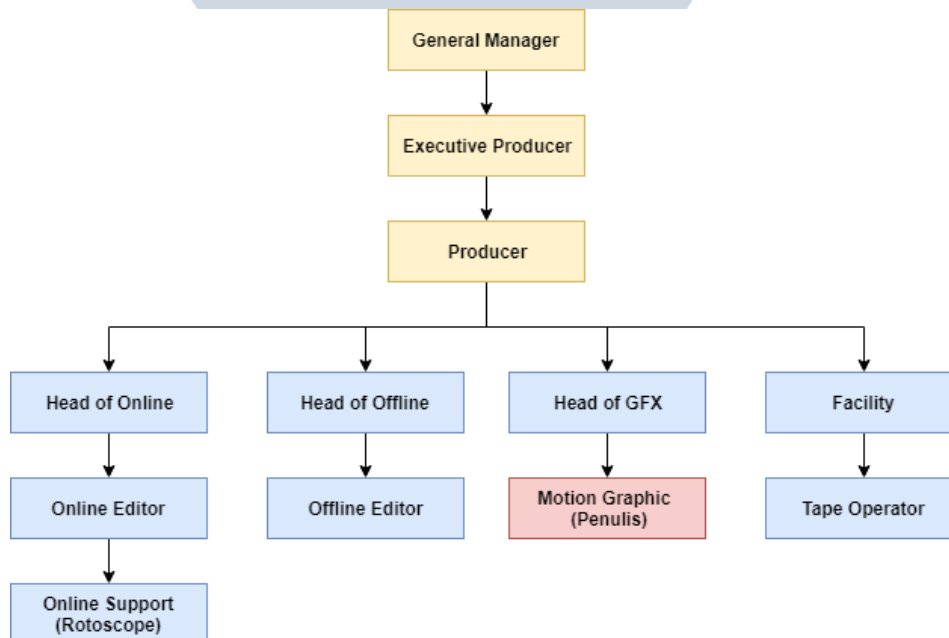 General Manager
Executive Producer
Producer
Head of Online
Head of Offline
Head of GFX
Facility
Online Editor
Offline Editor
Motion Graphic
(Penulis)
Tape Operator
Online Support
(Rotoscope)